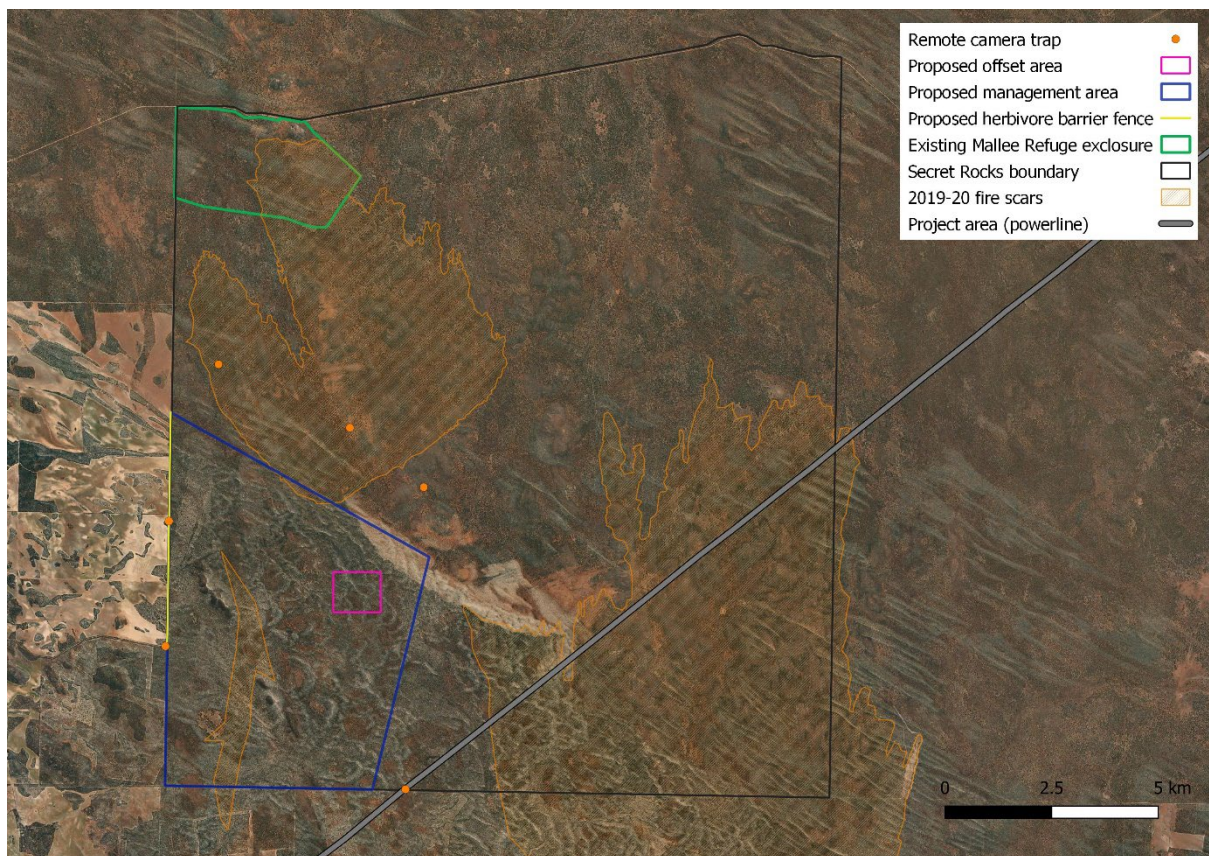 Remote camera trap
Proposed offset area
Proposed management area
Proposed herbivore barrier fence
Existing Mallee Refuge exclosure
Secret Rocks boundary
2019-20 fire scars
Project area (powerline)
0 2.5 5 km